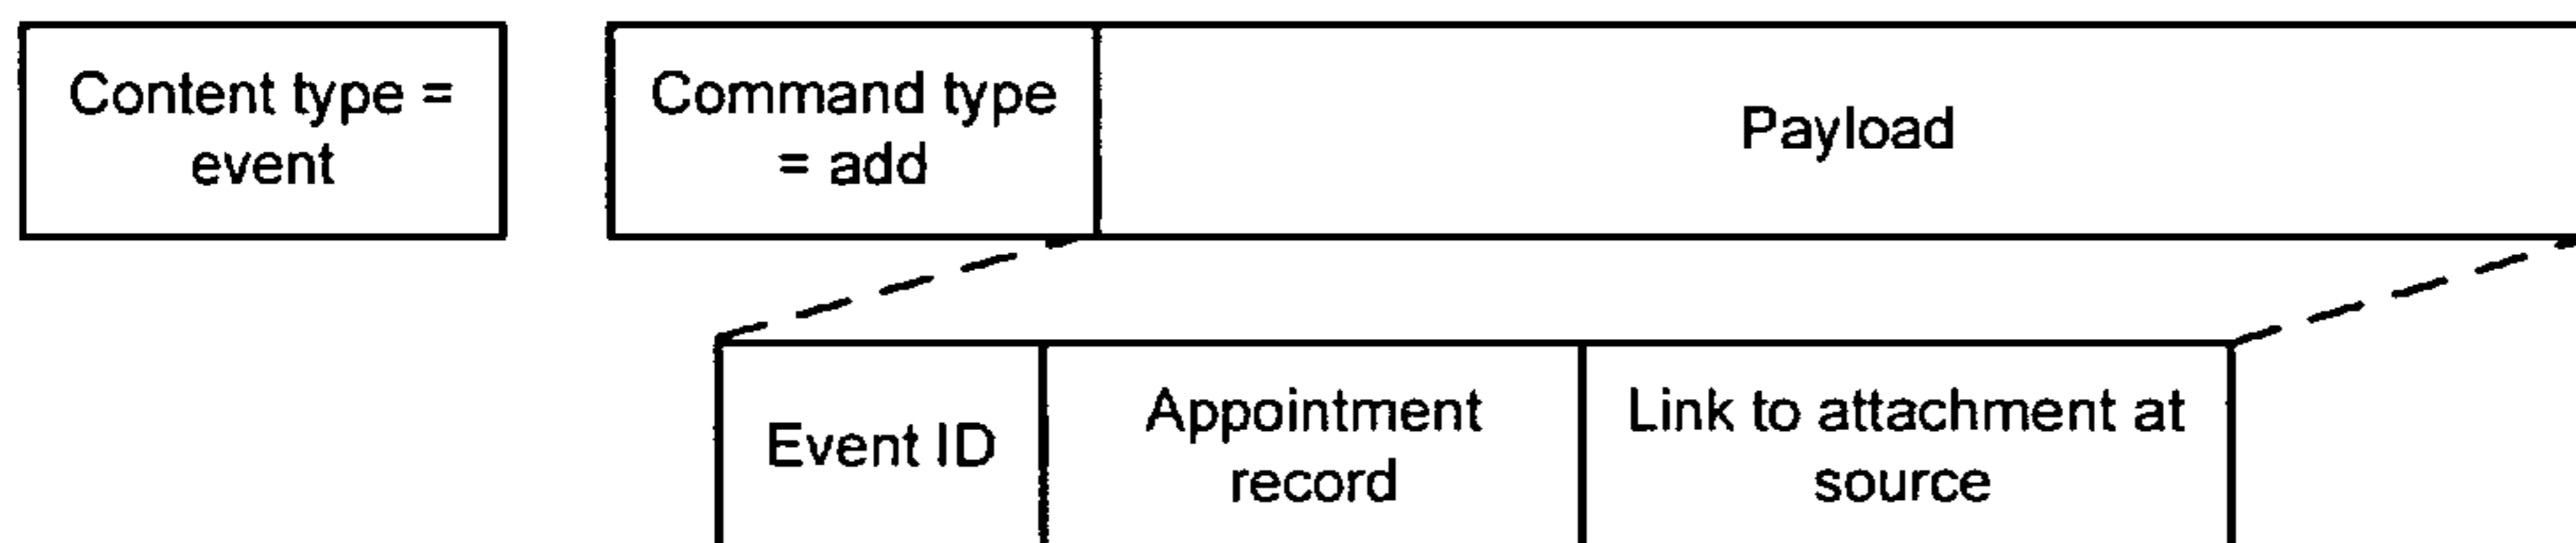 Content type =
event
Command type
= add
Payload
Event ID
Appointment
record
Link to attachment at
source